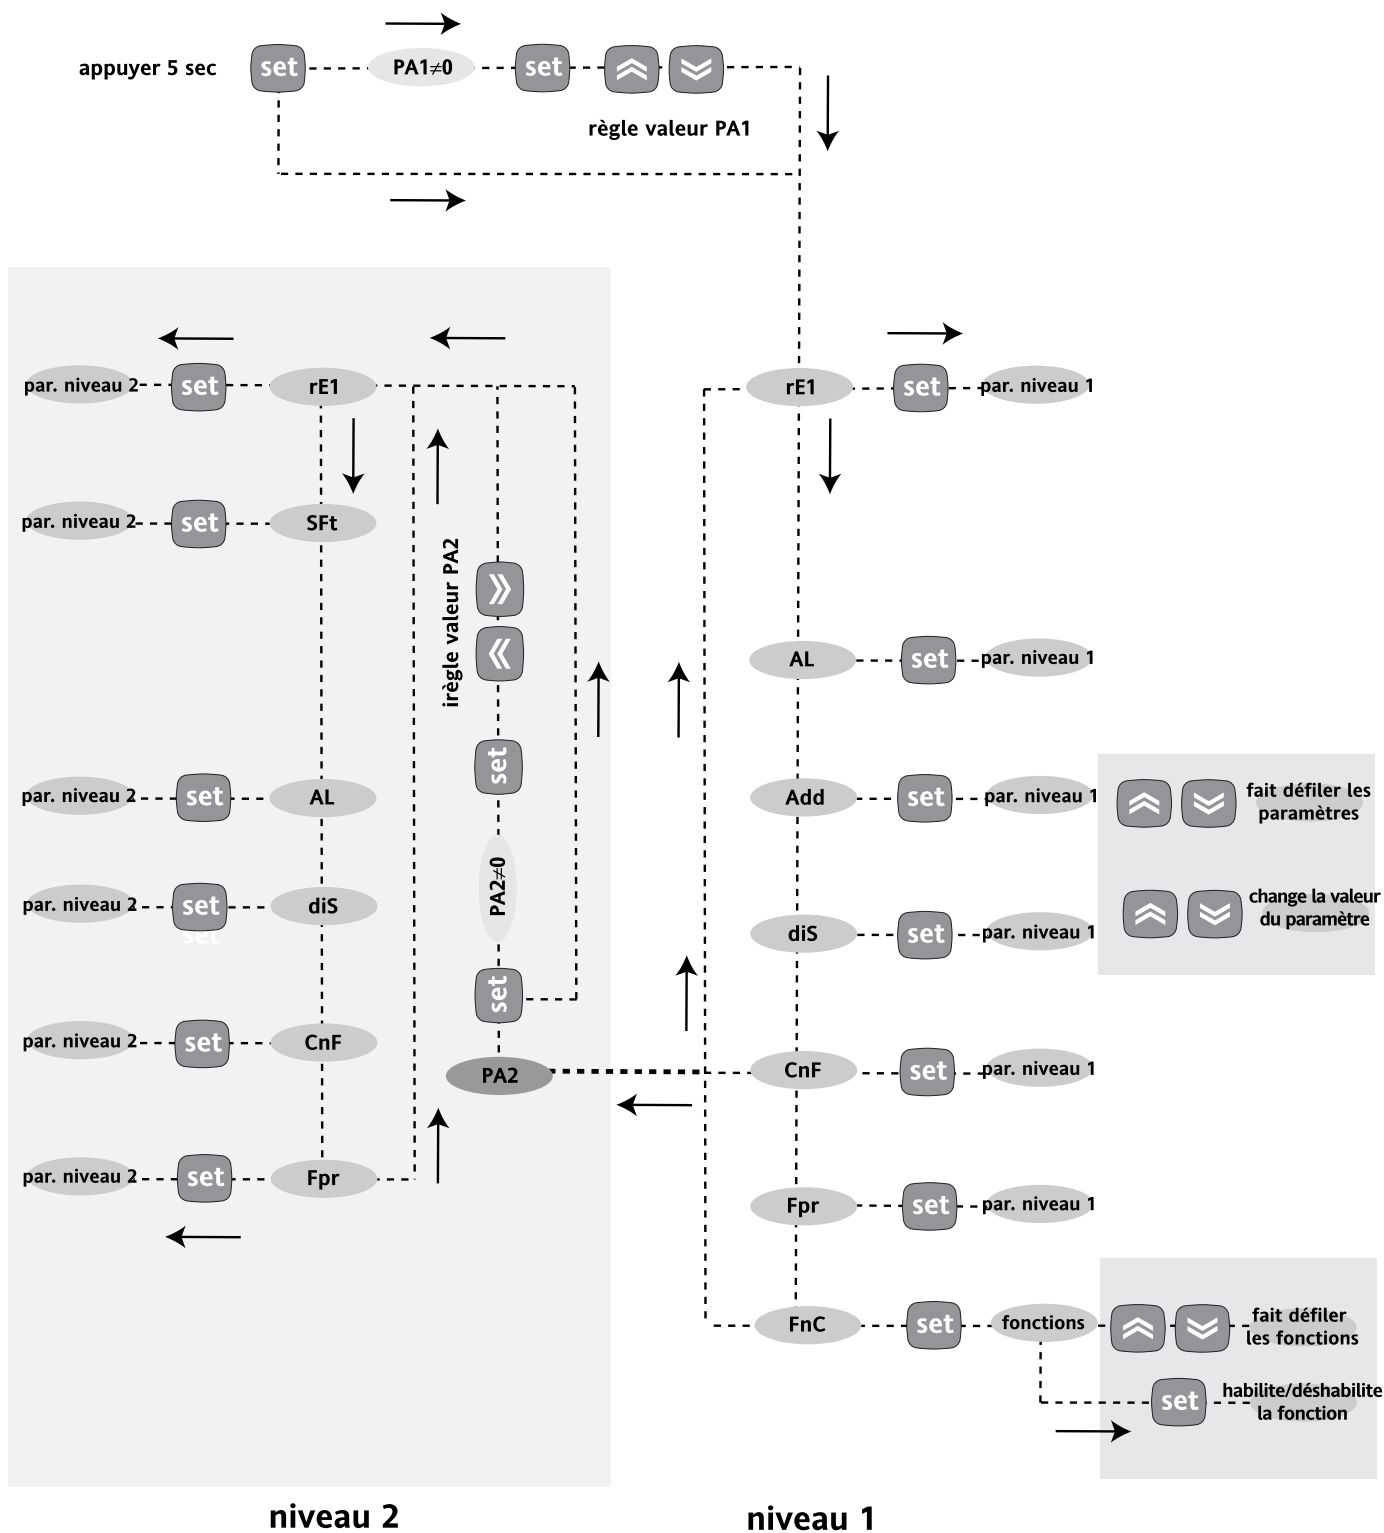 appuyer 5 sec set PA1≠0 set
règle valeur PA1
par. niveau 2 set rE1
par. niveau 2 set SFt
par. niveau 2 set AL
par. niveau 2 set diS
set
par. niveau 2 set CnF
par. niveau 2 set Fpr
irègle valeur PA2
set
PA2≠0
set
PA2
rE1 set par. niveau 1
AL set par. niveau 1
Add set par. niveau 1
diS set par. niveau 1
CnF set par. niveau 1
Fpr set par. niveau 1
FnC set fonctions
fait défiler les
paramètres
change la valeur
du paramètre
fait défiler
les fonctions
set
habilite/déshabilite
la fonction
niveau 2
niveau 1